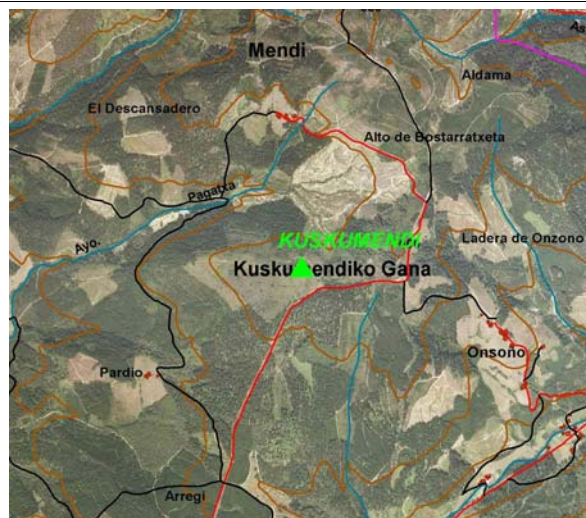 Mendi
Aldama
El Descansadero
Alto de Bostarratxeta
Pagatxa
Ayo.
KUSKUMENDI
Ladera de Onzono
Kuskumendiko Gana
Onsono
Pardio
Arregi